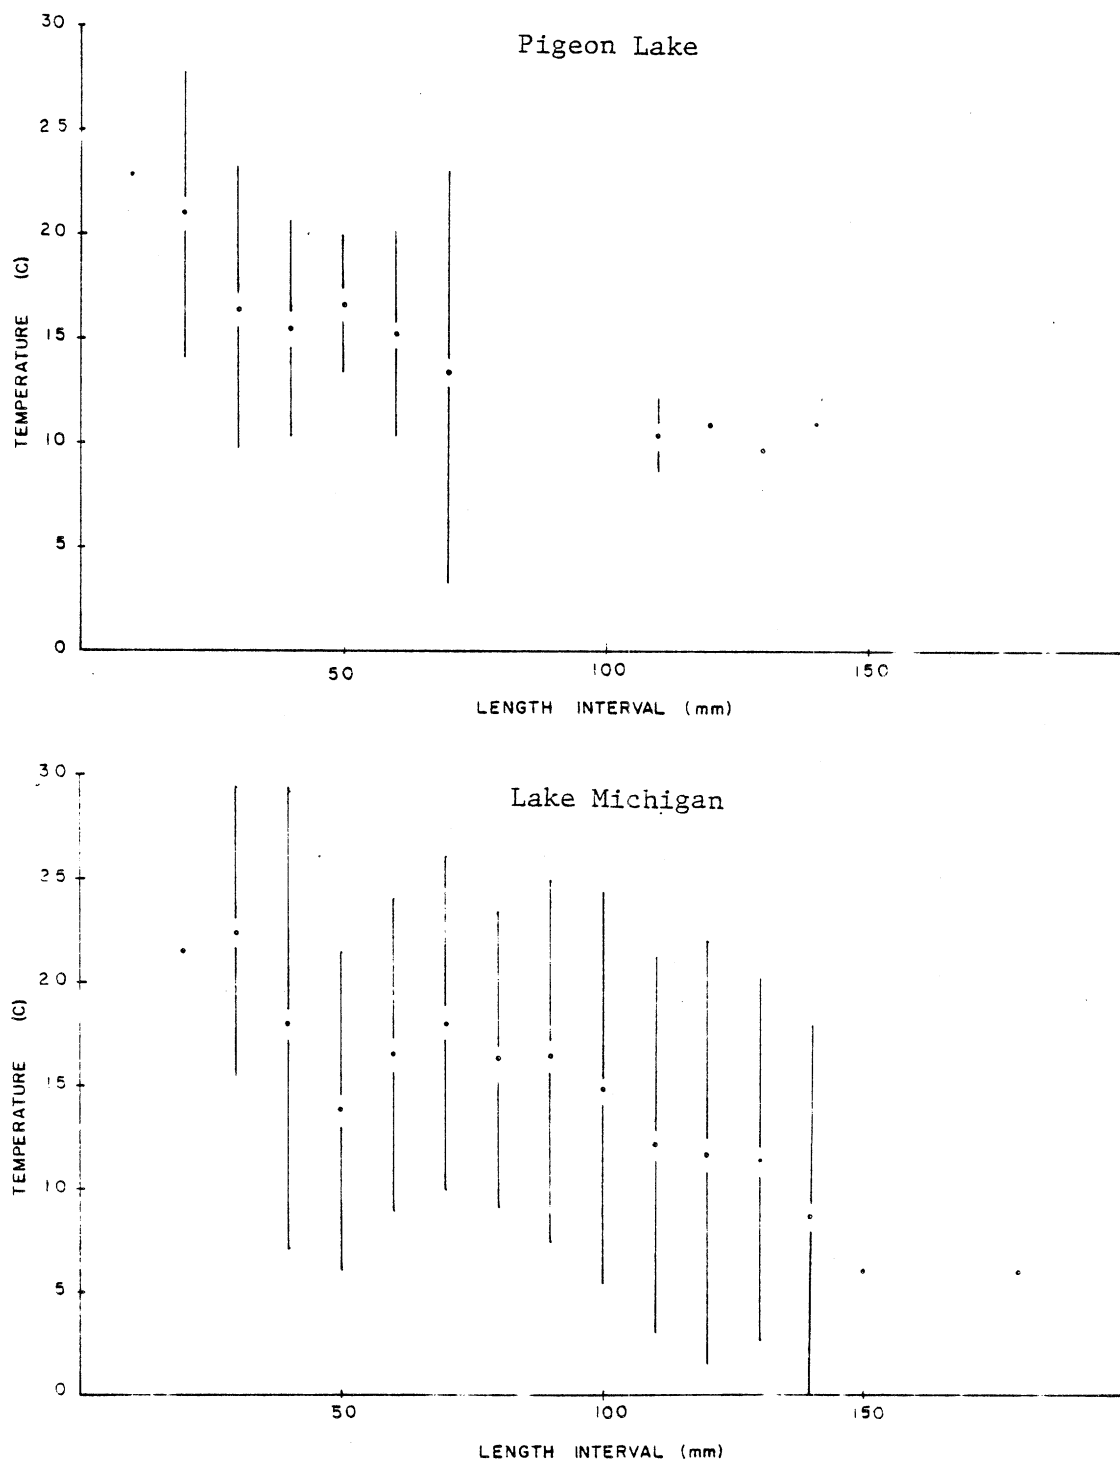 Pigeon Lake
30
25
20
15
10
5
0
TEMPERATURE (C)
50 100 150
LENGTH INTERVAL (mm)
Lake Michigan
30
25
20
15
10
5
0
TEMPERATURE (C)
50 100 150
LENGTH INTERVAL (mm)